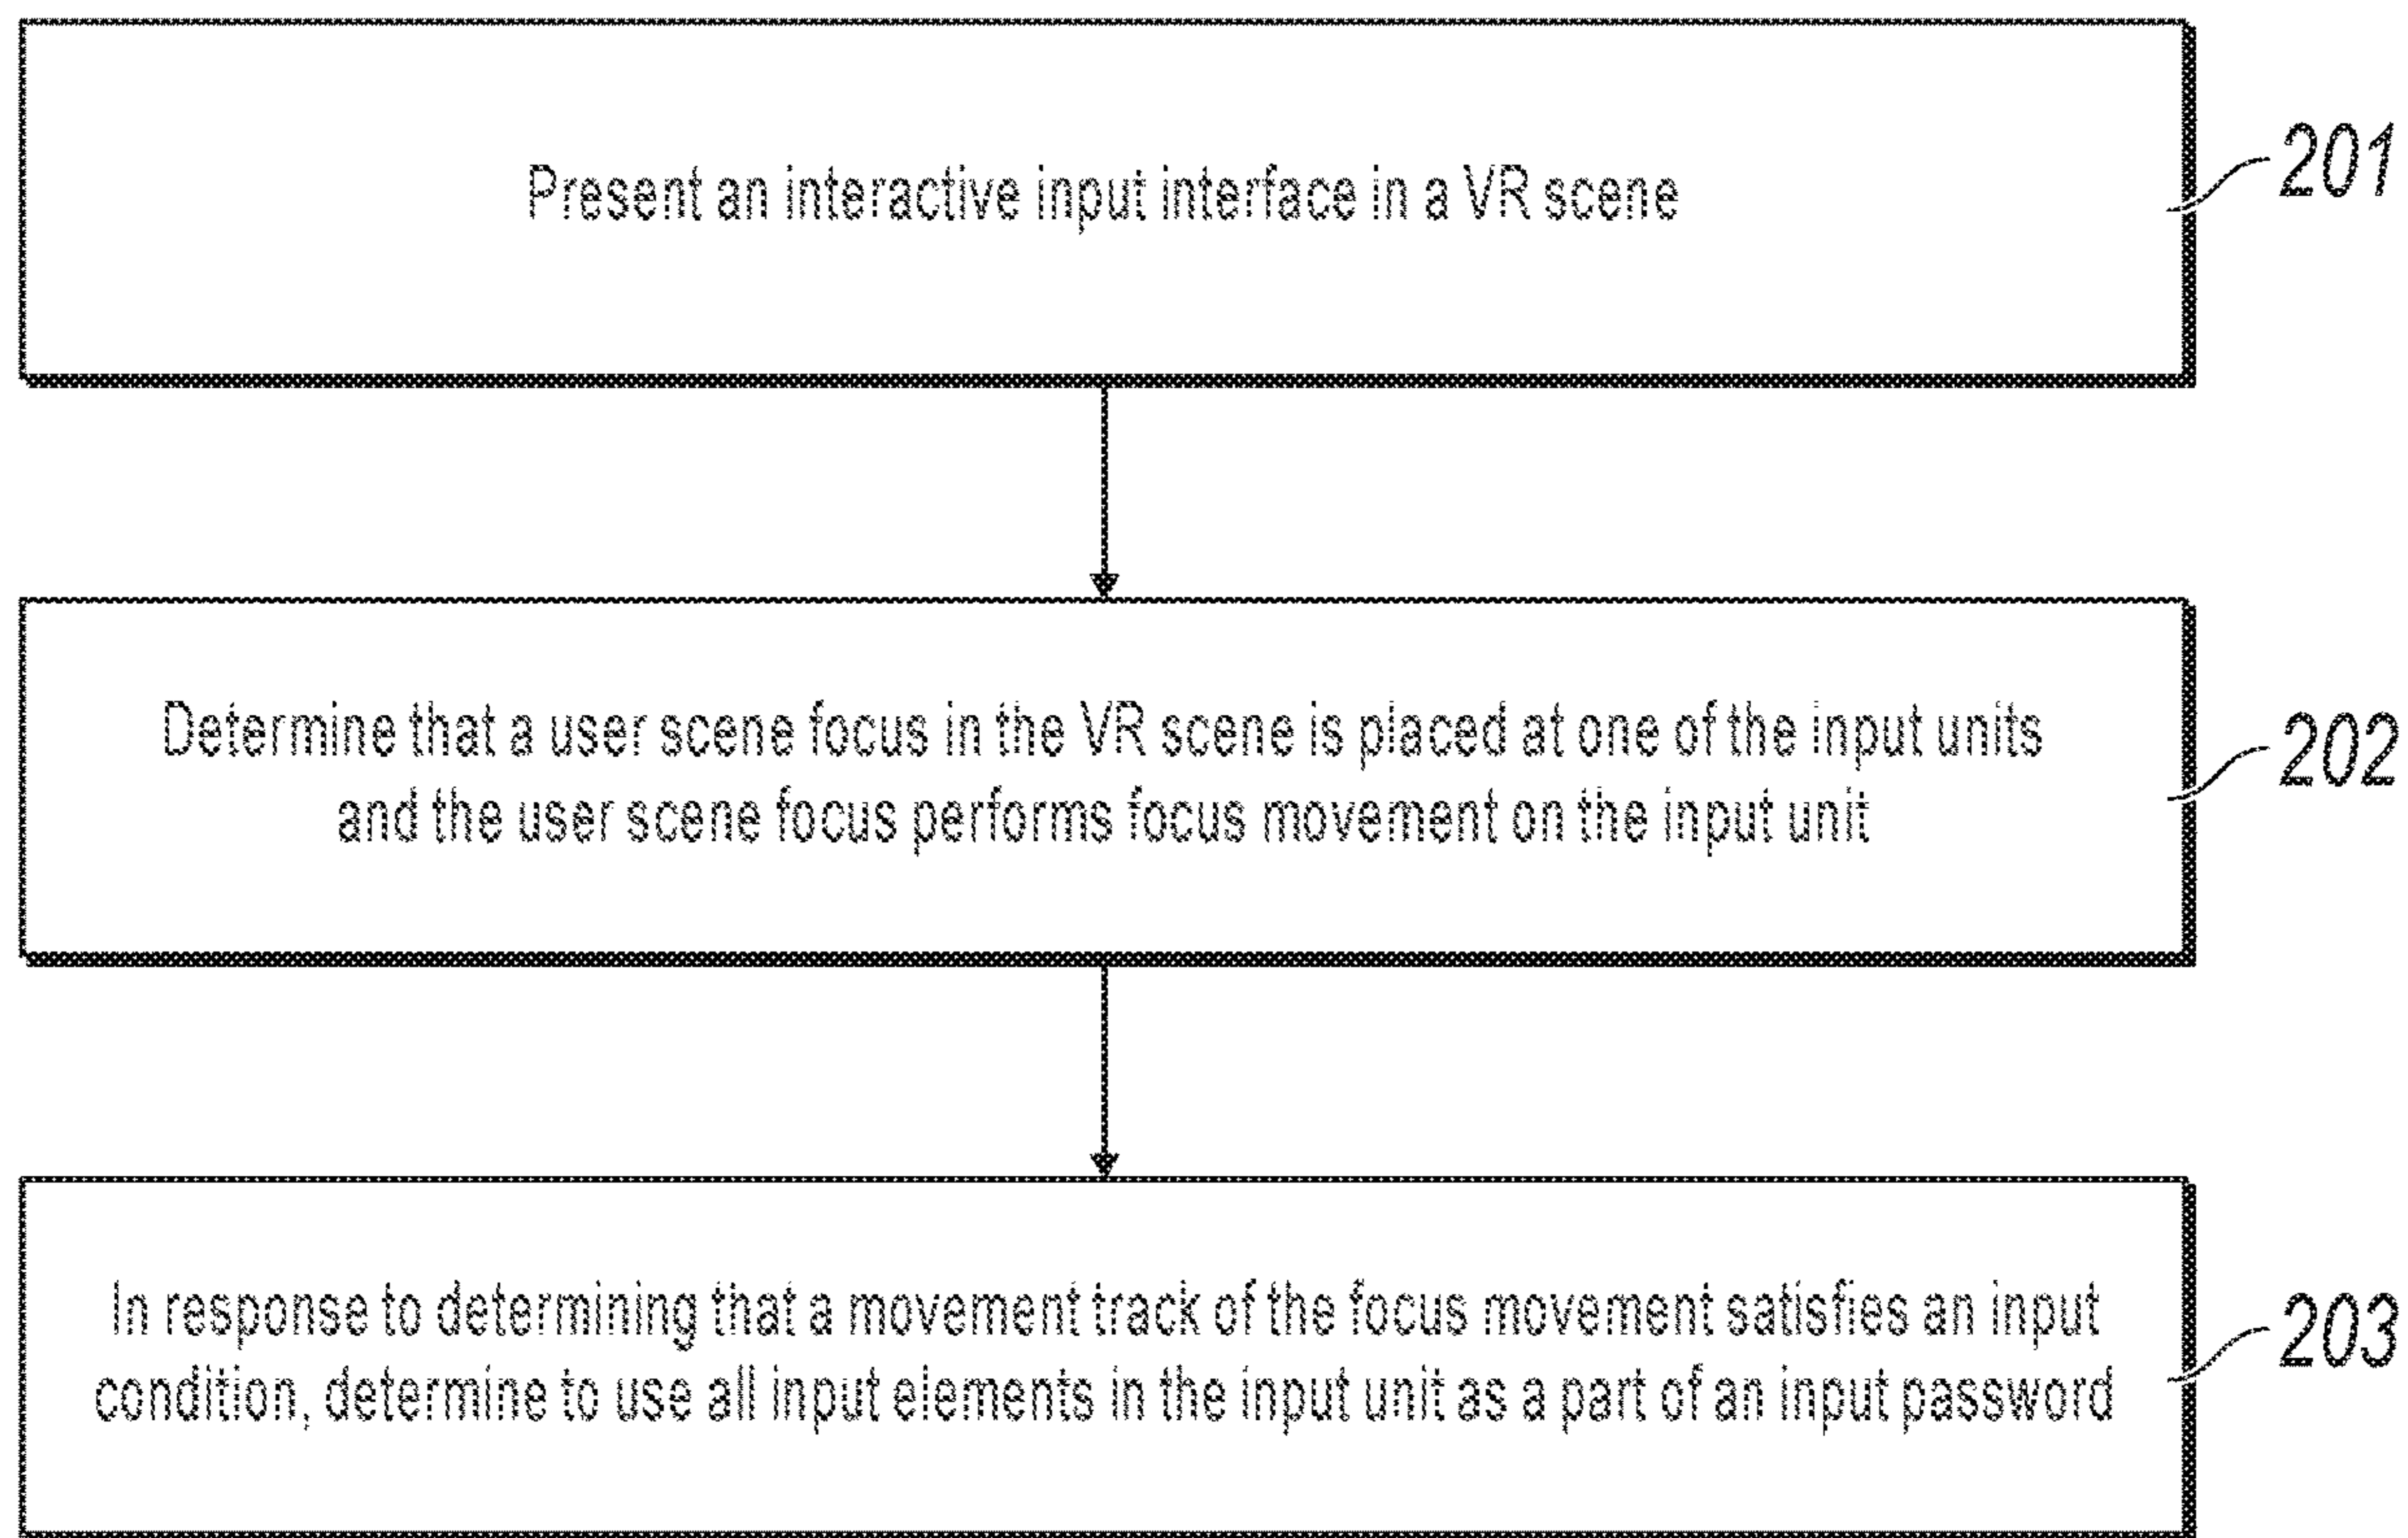 Present an interactive input interface in a VR scene
201
Determine that a user scene focus in the VR scene is placed at one of the input units
and the user scene focus performs focus movement on the input unit
202
In response to determining that a movement track of the focus movement satisfies an input
condition, determine to use all input elements in the input unit as a part of an input password
203